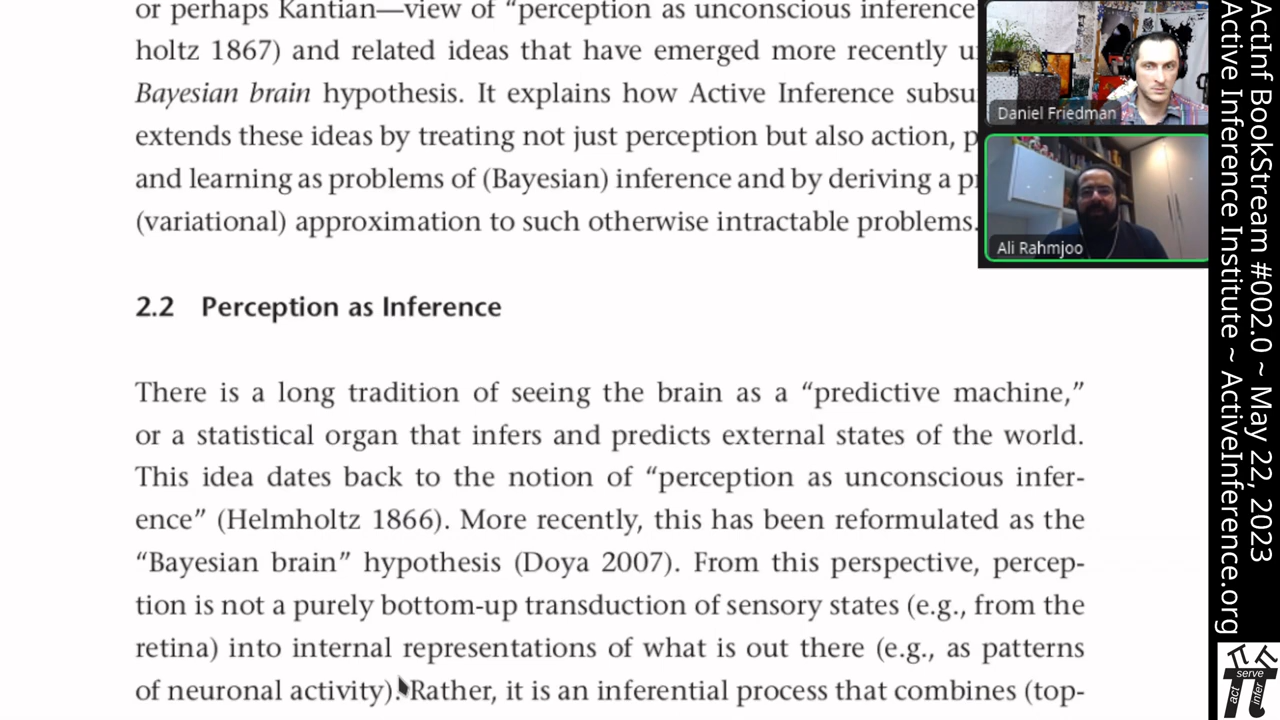 or perhaps Kantian—view of “perception as unconscious inference
holtz 1867) and related ideas that have emerged more recently
Bayesian brain hypothesis. It explains how Active Inference
extends these ideas by treating not just perception but also action,
and learning as problems of (Bayesian) inference and by deriving a
(variational) approximation to such otherwise intractable problems.
2.2 Perception as Inference
There is a long tradition of seeing the brain as a “predictive machine,”
or a statistical organ that infers and predicts external states of the world.
This idea dates back to the notion of “perception as unconscious infer-
ence” (Helmholtz 1866). More recently, this has been reformulated as the
“Bayesian brain” hypothesis (Doya 2007). From this perspective, percep-
tion is not a purely bottom-up transduction of sensory states (e.g., from the
retina) into internal representations of what is out there (e.g., as patterns
of neuronal activity). Rather, it is an inferential process that combines (top-
Daniel Friedman
Ali Rahmjoo
ActInf BookStream #002.0 ~ May 22, 2023
Active Inference Institute ~ ActiveInference.org
serve
act
infer